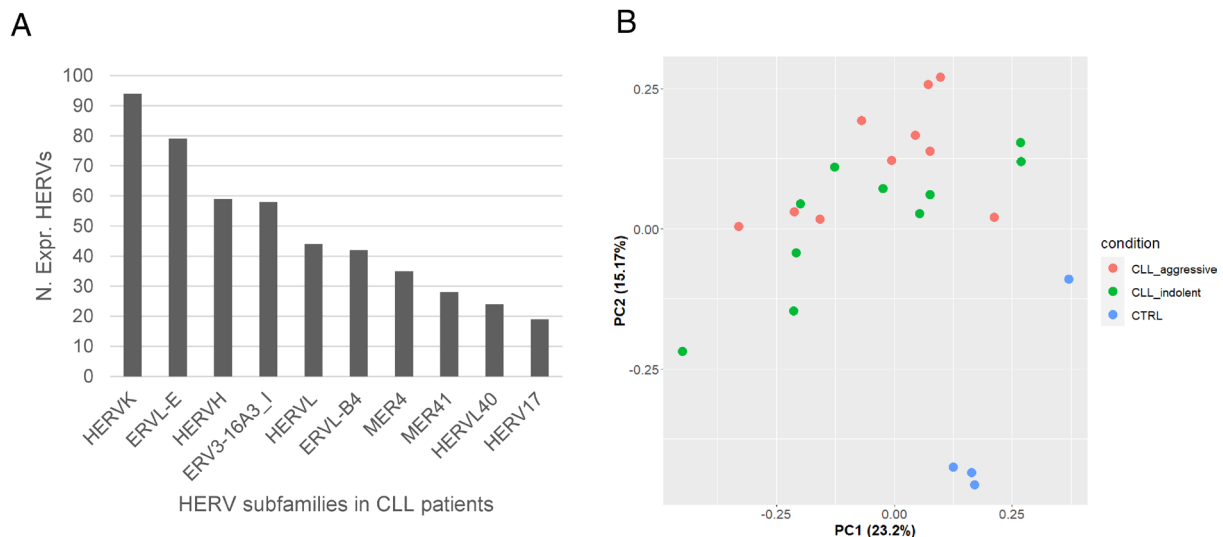 A
N. Expr. HERVs
100
90
80
70
60
50
40
30
20
10
0
HERVK
ERVL-E
HERVH
ERV3-16A3_I
HERVL
ERVL-B4
MER4
MER41
HERVL40
HERV17
HERV subfamilies in CLL patients
B
PC2 (15.17%)
0.25
0.00
-0.25
-0.25
0.00
0.25
PC1 (23.2%)
condition
CLL_aggressive
CLL_indolent
CTRL